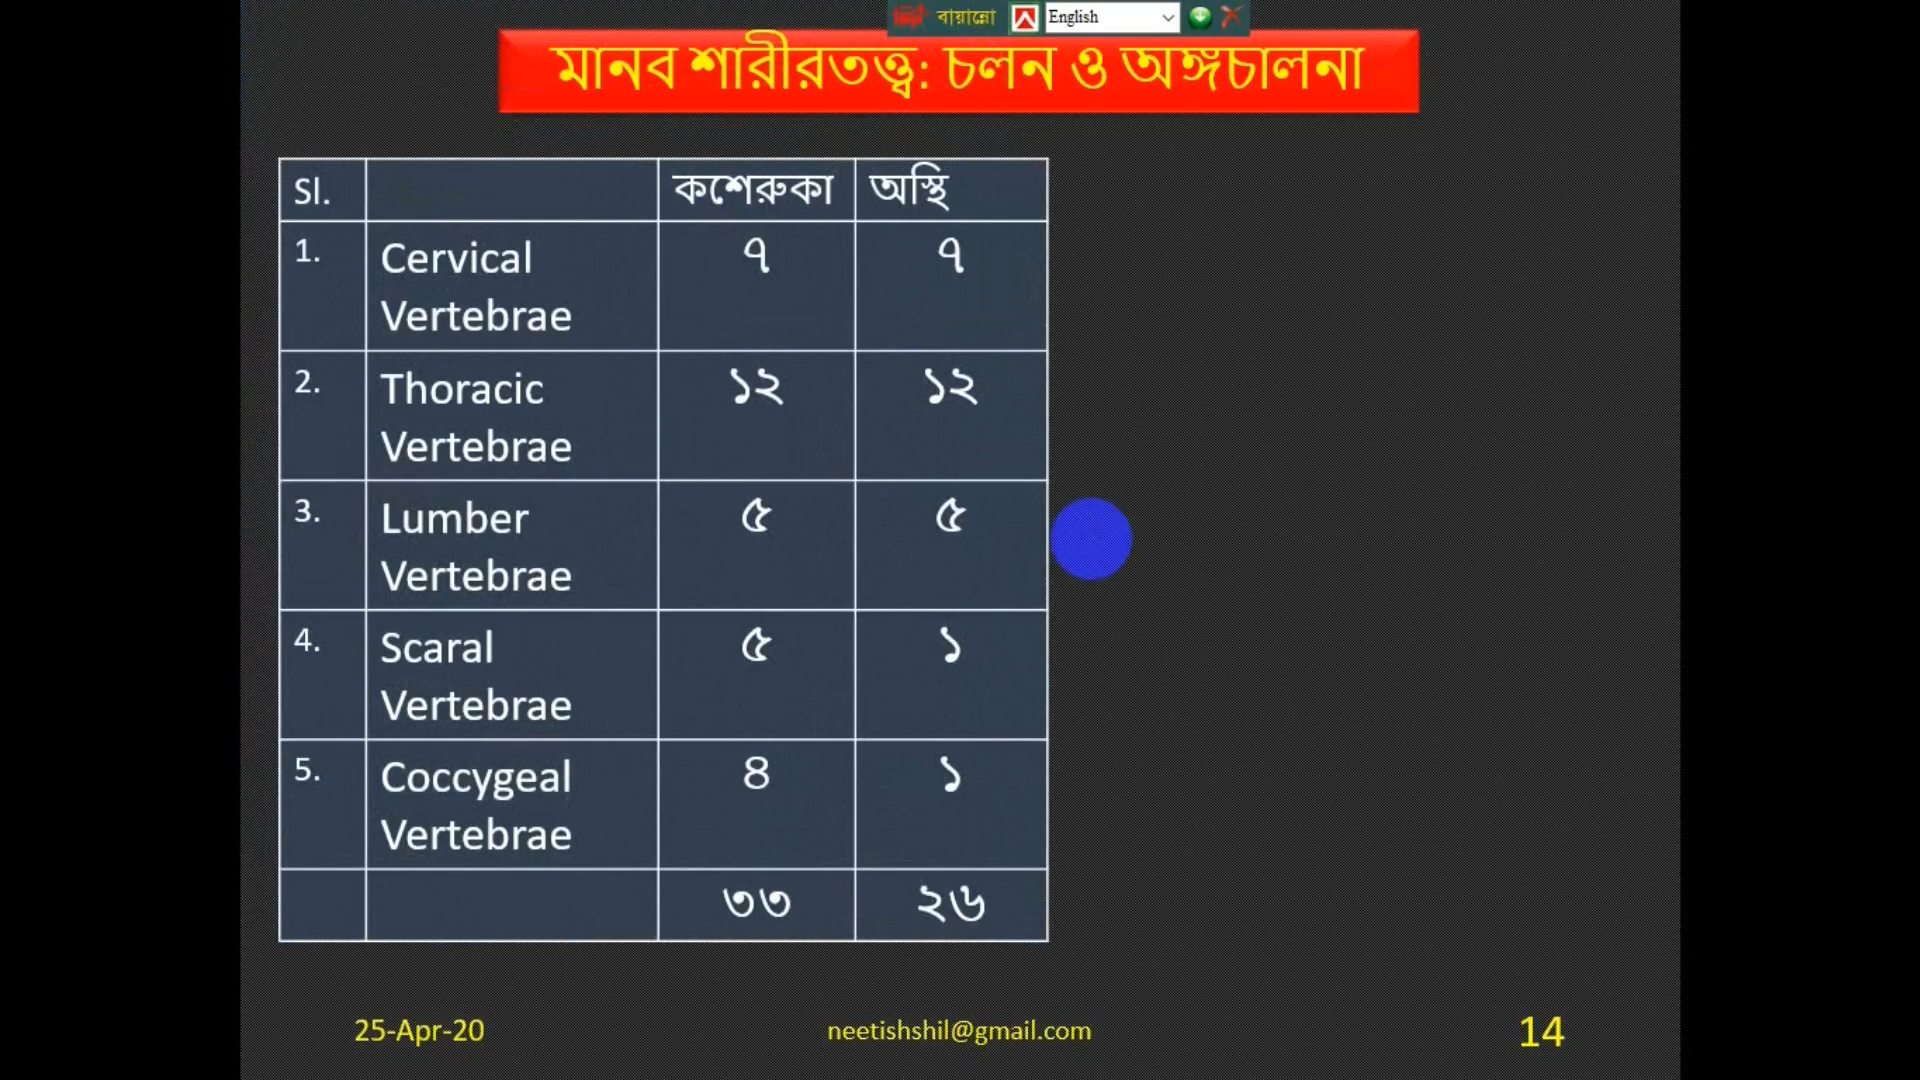 বায়ান্নো English
মানব শারীরতত্ত্ব: চলন ও অঙ্গচালনা
Sl. কশেরুকা অস্থি
1. Cervical Vertebrae ৭ ৭
2. Thoracic Vertebrae ১২ ১২
3. Lumber Vertebrae ৫ ৫
4. Scaral Vertebrae ৫ ১
5. Coccygeal Vertebrae ৪ ১
৩৩ ২৬
25-Apr-20 neetishshil@gmail.com 14